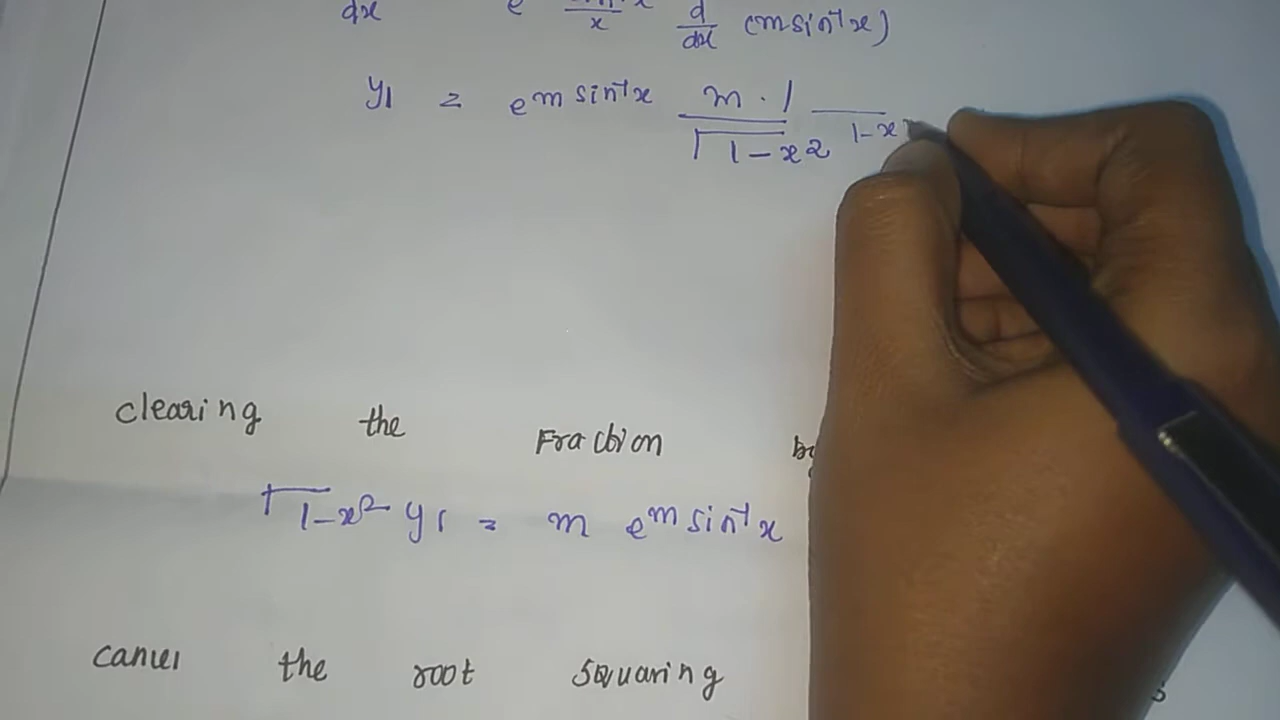 dx e x d/dx (m sin⁻¹x)
y₁ = e^m sin⁻¹x m . 1 / √1-x² 1-x
clearing the Fraction
√1-x² y₁ = m e^m sin⁻¹x
the root squaring